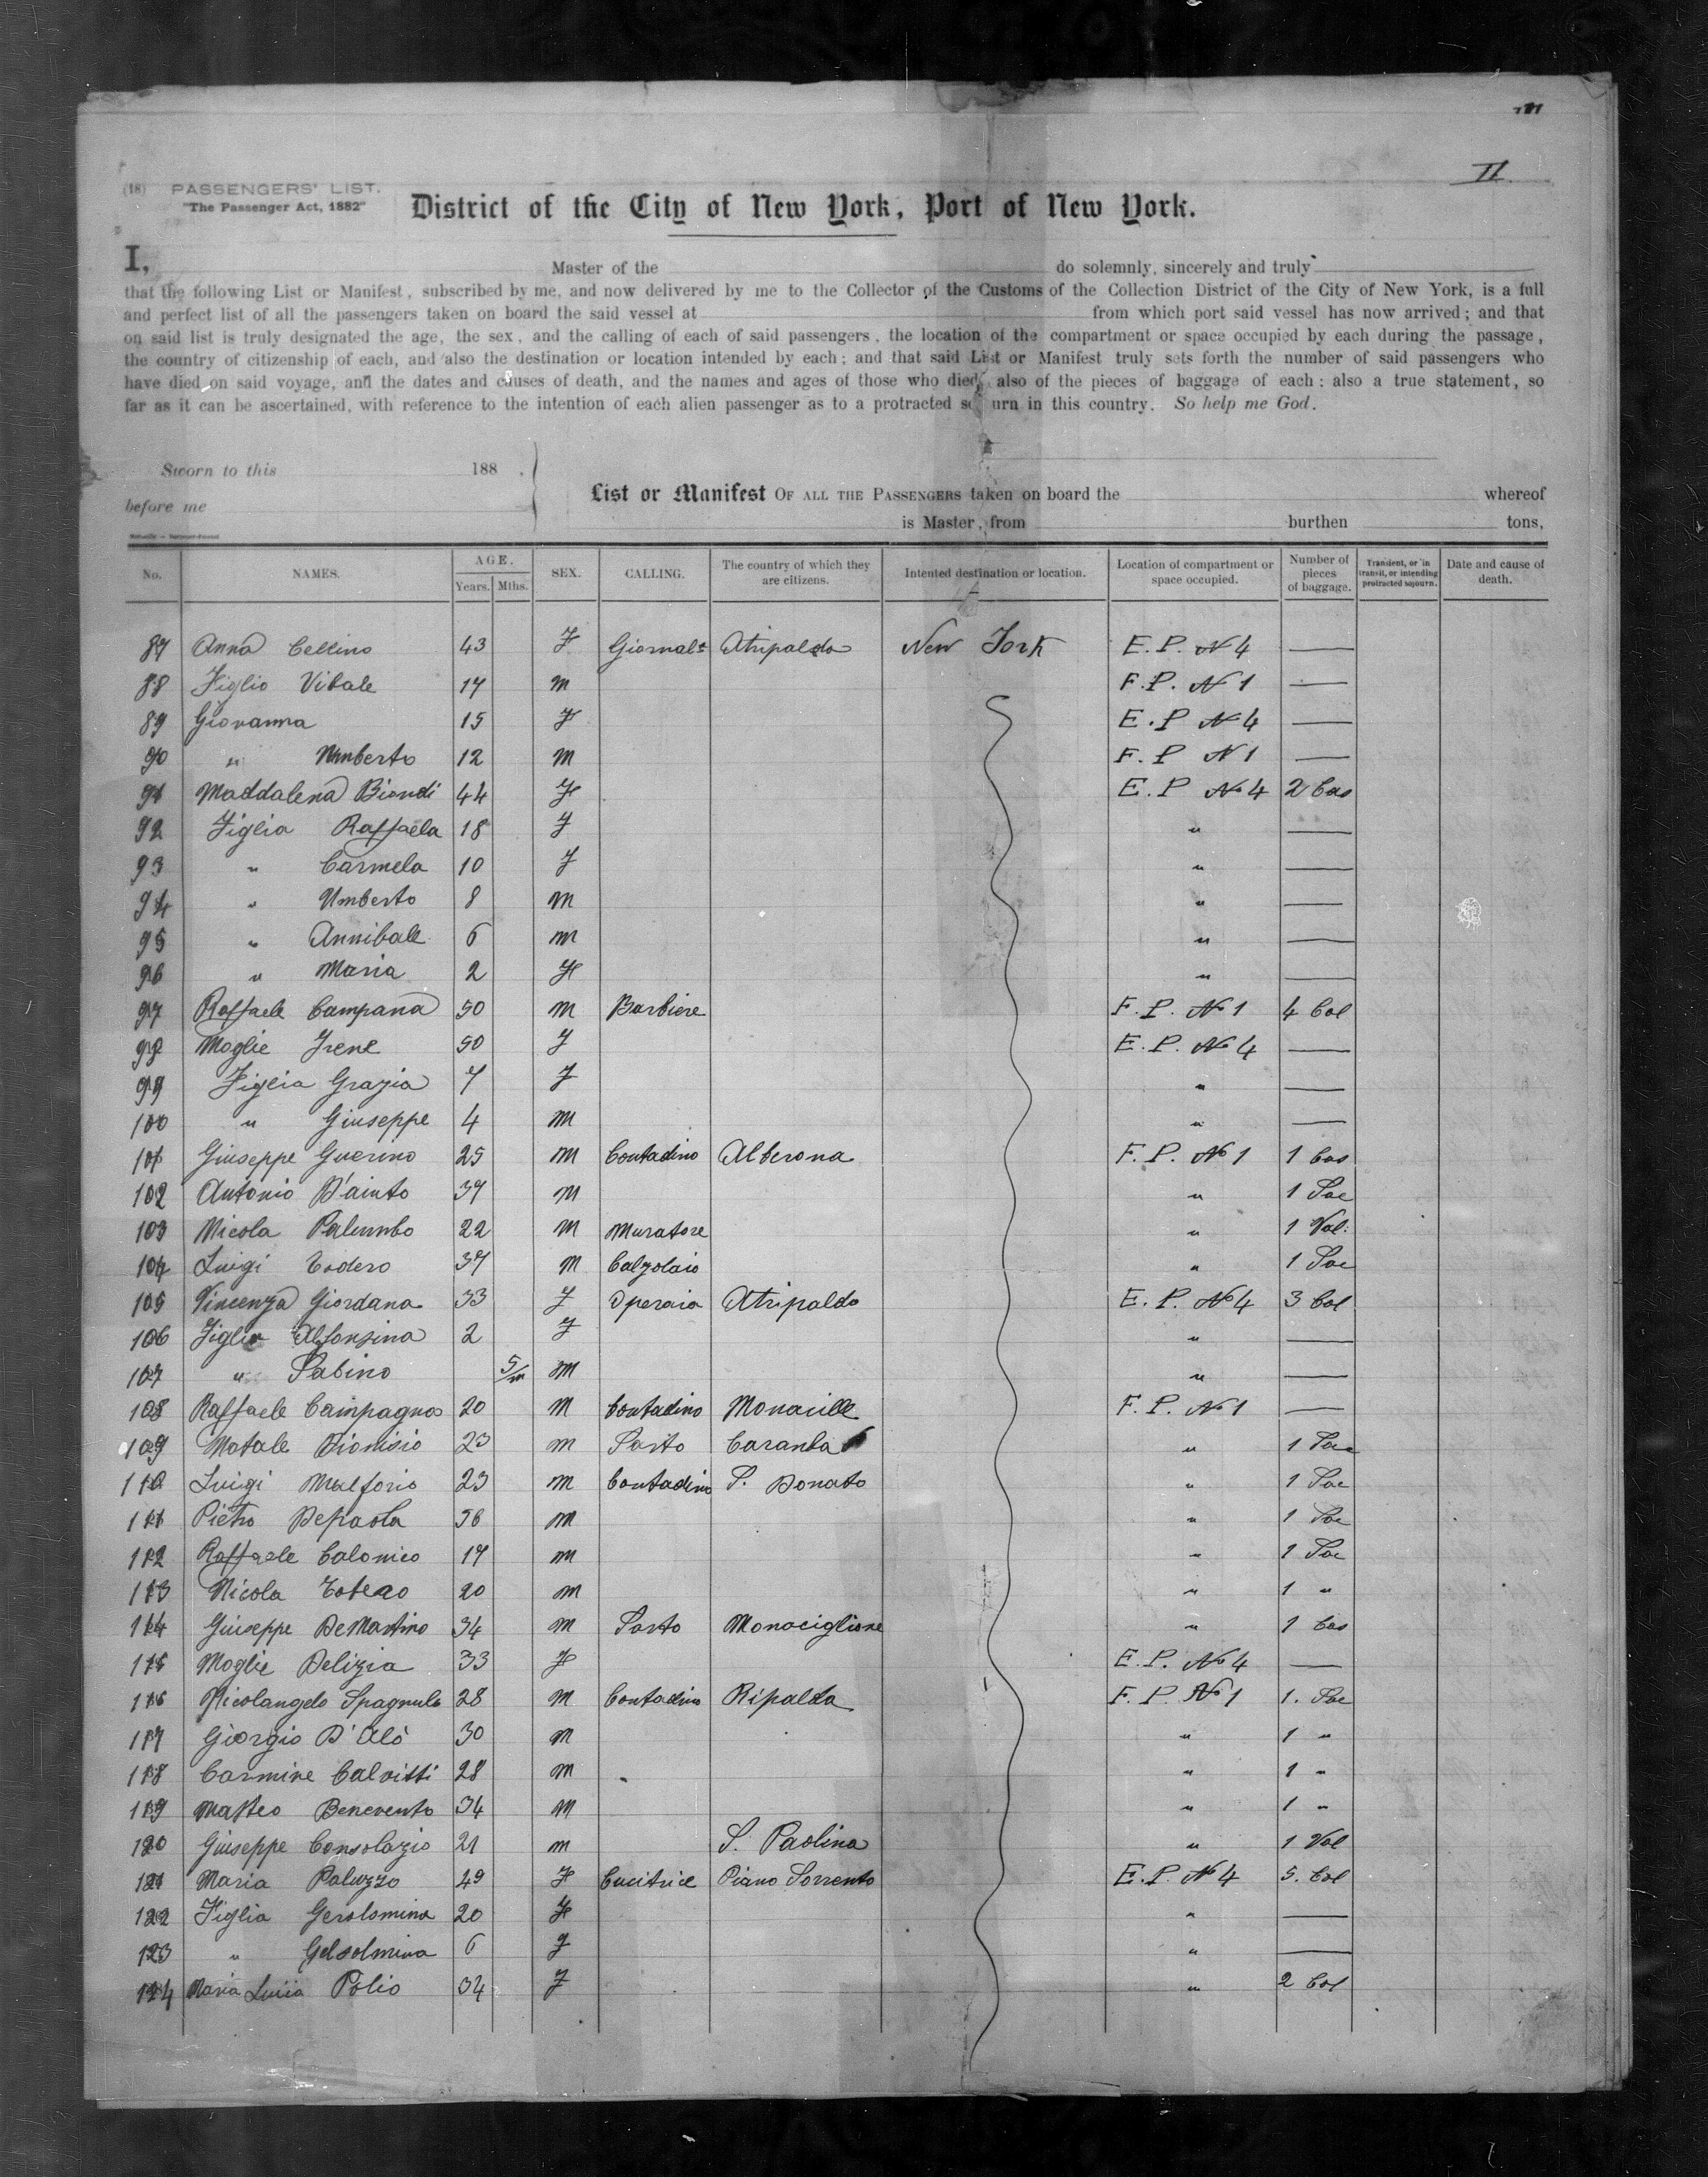 II
(18) PASSENGERS' LIST.
"The Passenger Act, 1882"
District of the City of New York, Port of New York.
I, Master of the do solemnly, sincerely and truly
that the following List or Manifest, subscribed by me, and now delivered by me to the Collector of the Customs of the Collection District of the City of New York, is a full
and perfect list of all the passengers taken on board the said vessel at from which port said vessel has now arrived; and that
on said list is truly designated the age, the sex, and the calling of each of said passengers, the location of the compartment or space occupied by each during the passage,
the country of citizenship of each, and also the destination or location intended by each; and that said List or Manifest truly sets forth the number of said passengers who
have died on said voyage, and the dates and causes of death, and the names and ages of those who died, also of the pieces of baggage of each: also a true statement, so
far as it can be ascertained, with reference to the intention of each alien passenger as to a protracted so urn in this country. So help me God.
Sworn to this 188 .
before me
List or Manifest OF ALL THE PASSENGERS taken on board the whereof
is Master, from burthen tons,
No. NAMES. AGE. Years. Mths. SEX. CALLING. The country of which they are citizens. Intented destination or location. Location of compartment or space occupied. Number of pieces of baggage. Transient, or in transit, or intending protracted sojourn. Date and cause of death.
87 Anna Cellino 43 F Giornalt Atripaldo New York E. P. No 4 —
88 Figlio Vitale 17 M F. P. No 1 —
89 Giovanna 15 F E. P No 4 —
90 " Umberto 12 M F. P No 1 —
91 Maddalena Biondi 44 F E. P No 4 2 Cas
92 Figlia Raffaela 18 F " —
93 " Carmela 10 F " —
94 " Umberto 8 M " —
95 " Annibale 6 M " —
96 " Maria 2 F " —
97 Raffaele Campana 50 M Barbiere F. P. No 1 4 Col
98 Moglie Irene 50 F E. P. No 4 —
99 Figlia Grazia 7 F " —
100 " Giuseppe 4 M " —
101 Giuseppe Guerino 25 M Contadino Alberona F. P. No 1 1 Cas
102 Antonio D'ainto 37 M " 1 Sac
103 Nicola Palumbo 22 M Muratore " 1 Val.
104 Luigi Todero 37 M Calzolaio " 1 Sac
105 Vincenza Giordana 33 F Operaia Atripaldo E. P. No 4 3 Col
106 Figlia Alfonsina 2 F " —
107 " Sabino 5/m M " —
108 Raffaele Campagna 20 M Contadino Monacille F. P. No 1 —
109 Natale Dionisio 23 M Sarto Caranta " 1 Sac
110 Luigi Malforio 23 M Contadino S. Donato " 1 Sac
111 Pietro DePaola 56 M " 1 Sac
112 Raffaele Calonico 17 M " 1 Sac
113 Nicola 20 M " 1 "
114 Giuseppe DeMartino 34 M Sarto Monaciglione " 1 Cas
115 Moglie Delizia 33 F E. P. No 4 —
116 Nicolangelo Spagnulo 28 M Contadino Ripalda F. P. No 1 1. Sac
117 Giorgio D'Alò 30 M " 1 "
118 Carmine Calvitti 28 M " 1 "
119 Matteo Benevento 34 M " 1 "
120 Giuseppe Consolazio 21 M S. Paolina " 1 Val
121 Maria Paluzzo 49 F Cucitrice Piano Sorrento E. P. No 4 5. Col
122 Figlia Gerolomina 20 F " —
123 " Gelsolmina 6 F " —
124 Maria Luiia Polio 34 F " 2 Col